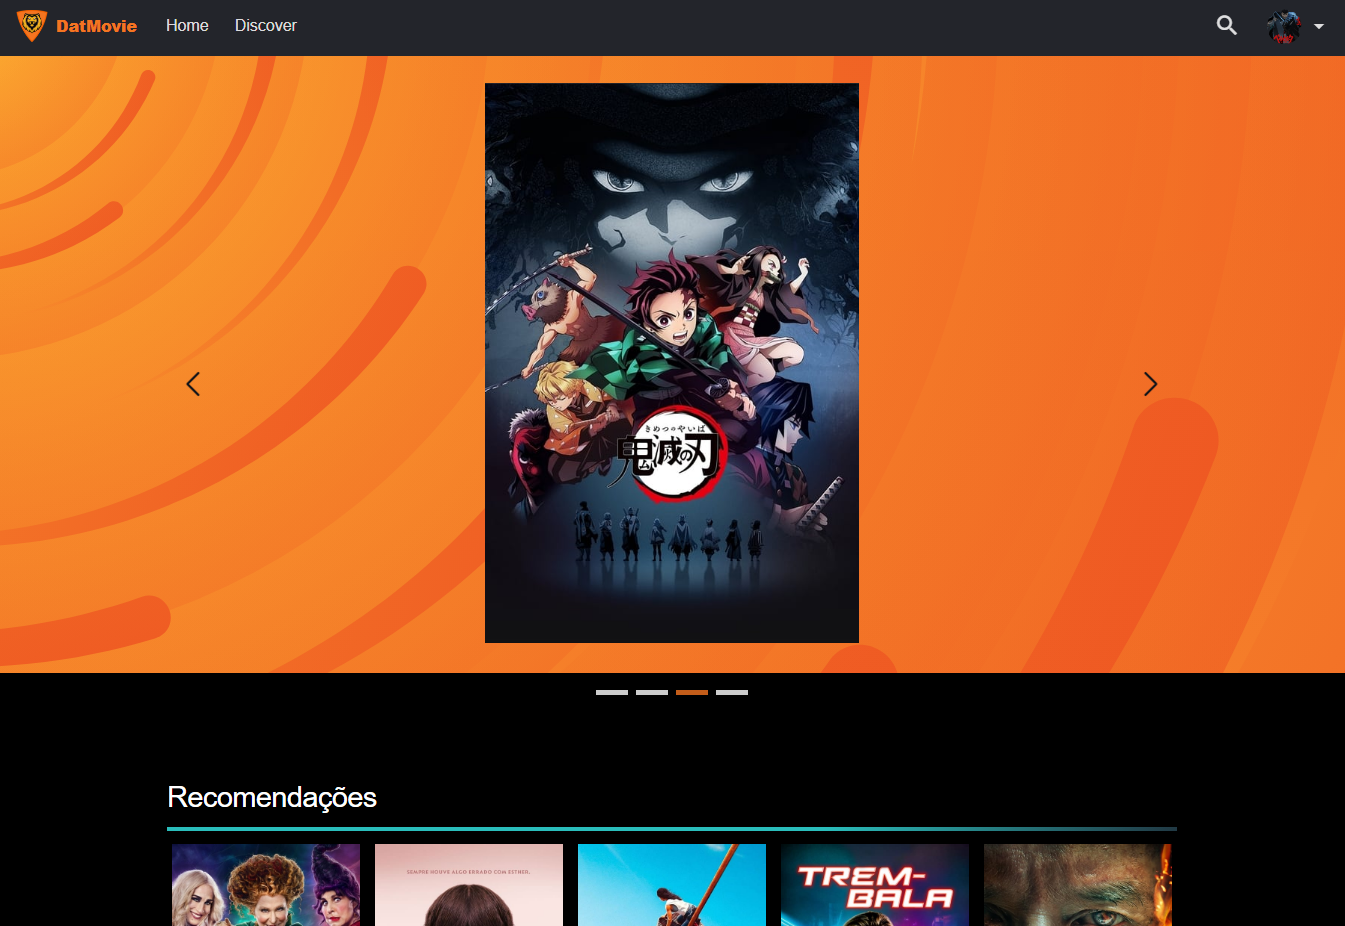 DatMovie
Home
Discover
きめつのやいば
鬼滅の刃
Recomendações
SEMPRE HOUVE ALGO ERRADO COM ESTHER.
TREM-
BALA